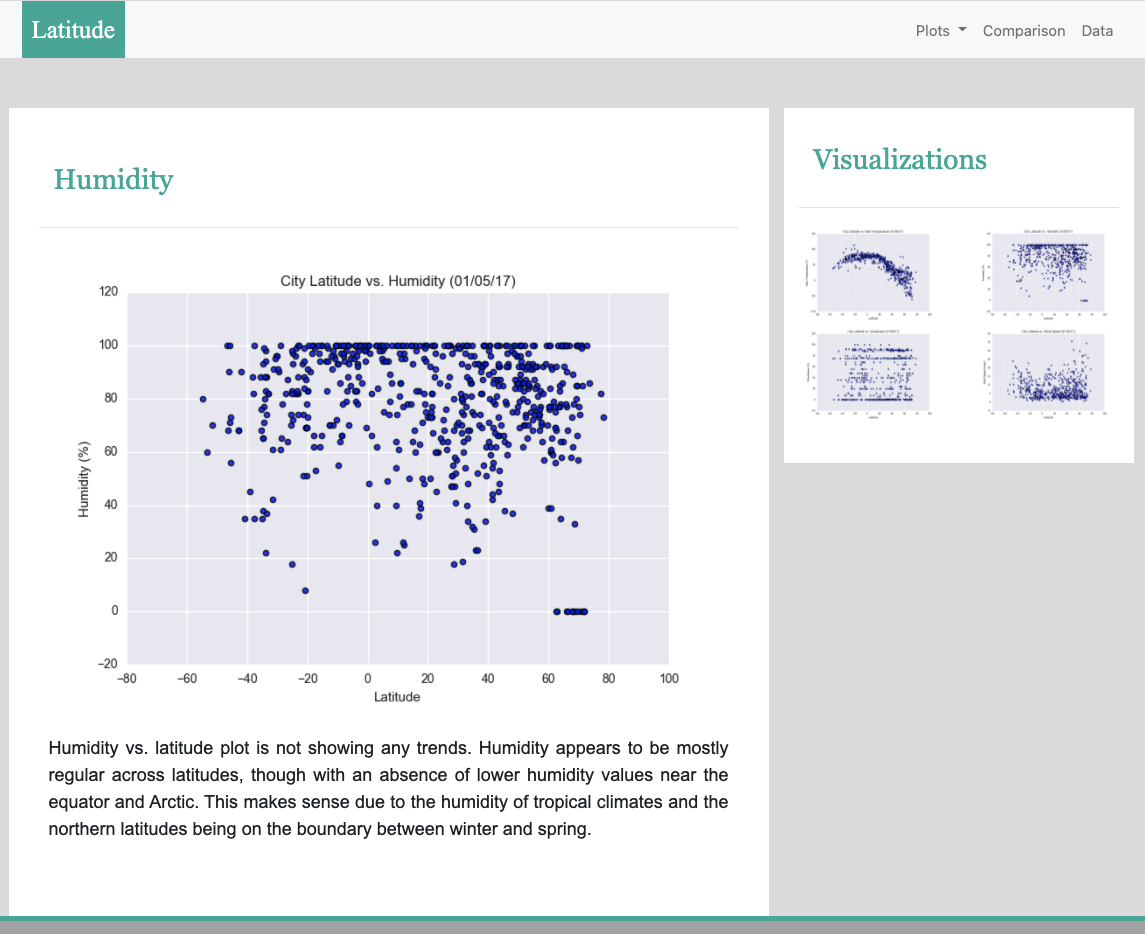 Latitude
Plots Comparison Data
Humidity
City Latitude vs. Humidity (01/05/17)
120
100
80
60
40
20
0
−20
Humidity (%)
−80 −60 −40 −20 0 20 40 60 80 100
Latitude
Humidity vs. latitude plot is not showing any trends. Humidity appears to be mostly
regular across latitudes, though with an absence of lower humidity values near the
equator and Arctic. This makes sense due to the humidity of tropical climates and the
northern latitudes being on the boundary between winter and spring.
Visualizations